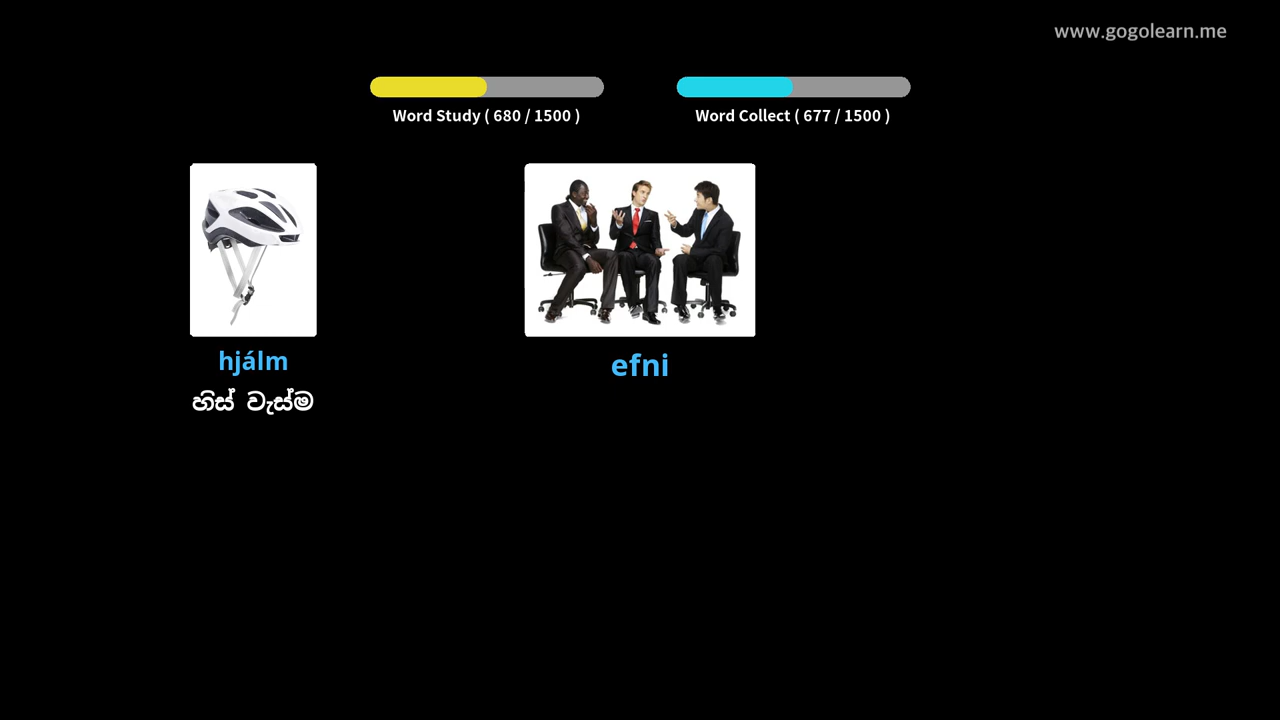 www.gogolearn.me
Word Study ( 680 / 1500 )
Word Collect ( 677 / 1500 )
hjálm
හිස් වැස්ම
efni